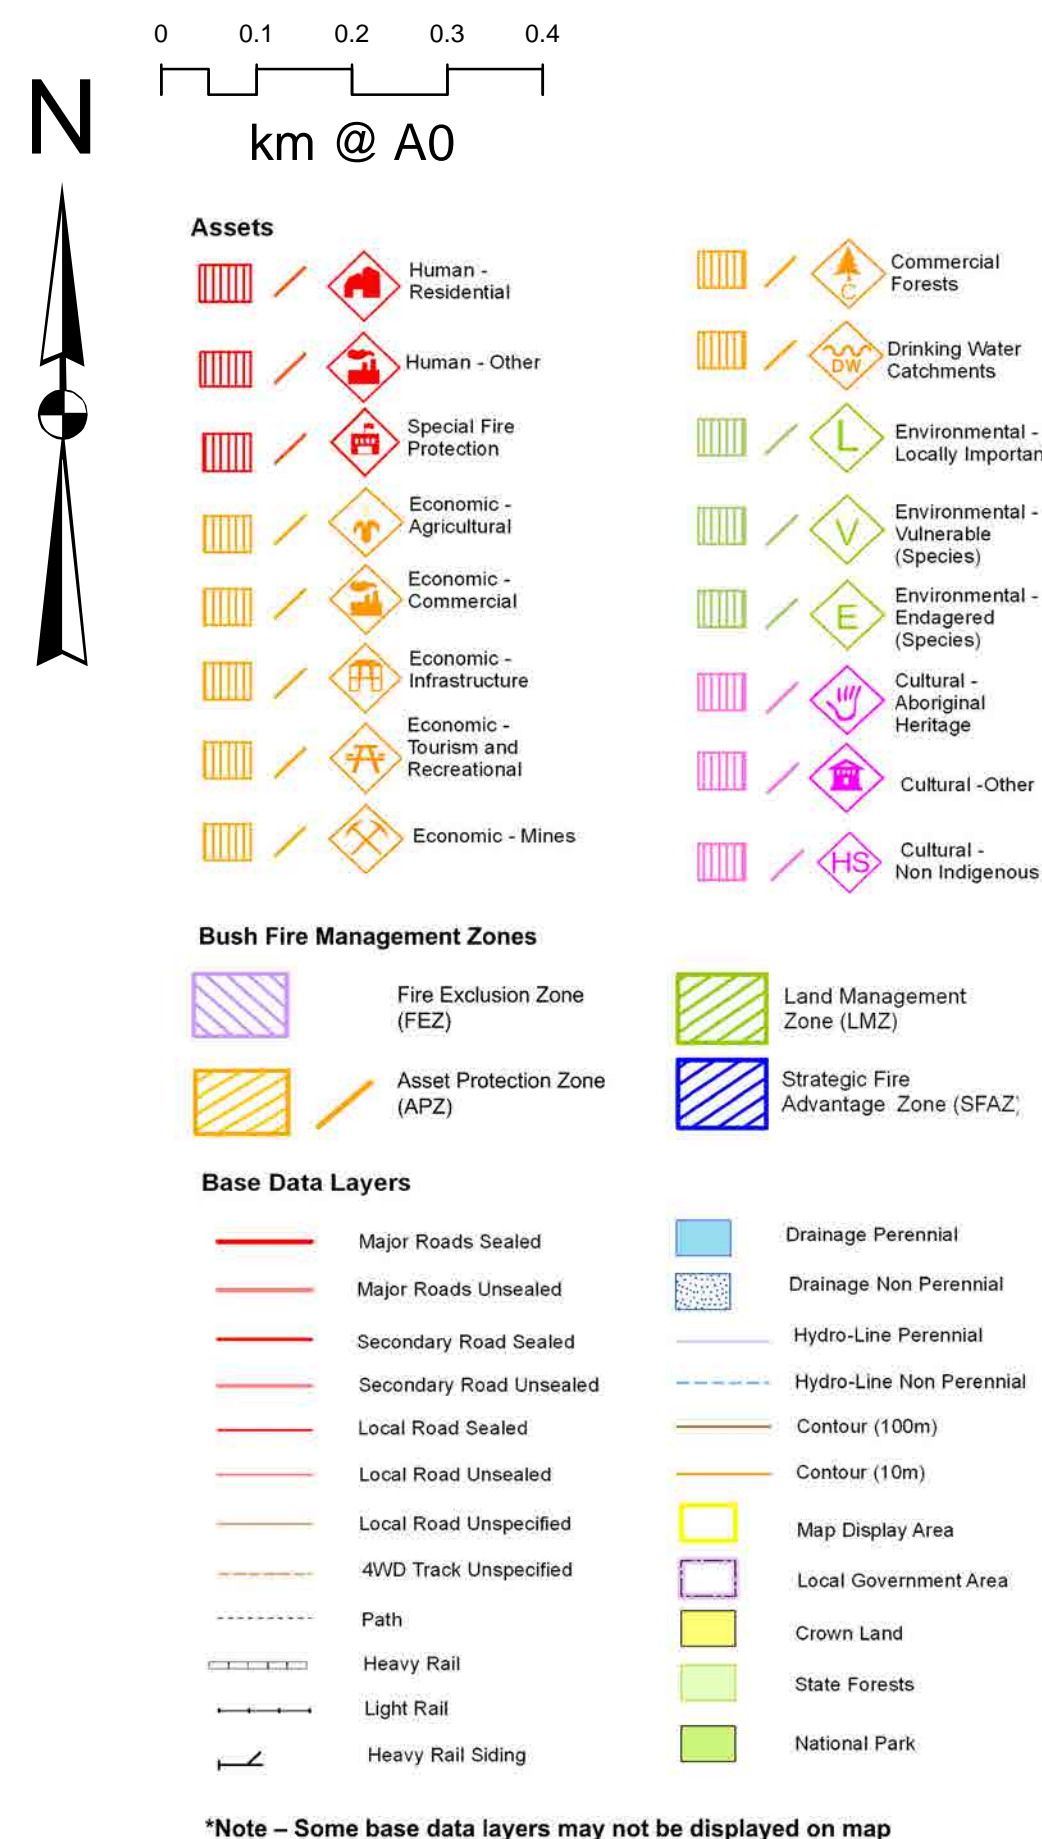 0 0.1 0.2 0.3 0.4
N
km @ A0
Assets
Human -
Residential
Human - Other
Special Fire
Protection
Economic -
Agricultural
Economic -
Commercial
Economic -
Infrastructure
Economic -
Tourism and
Recreational
Economic - Mines
C
Commercial
Forests
DW
Drinking Water
Catchments
L
Environmental -
Locally Importan
V
Environmental -
Vulnerable
(Species)
E
Environmental -
Endagered
(Species)
Cultural -
Aboriginal
Heritage
Cultural -Other
HS
Cultural -
Non Indigenous
Bush Fire Management Zones
Fire Exclusion Zone
(FEZ)
Asset Protection Zone
(APZ)
Land Management
Zone (LMZ)
Strategic Fire
Advantage Zone (SFAZ)
Base Data Layers
Major Roads Sealed
Major Roads Unsealed
Secondary Road Sealed
Secondary Road Unsealed
Local Road Sealed
Local Road Unsealed
Local Road Unspecified
4WD Track Unspecified
Path
Heavy Rail
Light Rail
Heavy Rail Siding
Drainage Perennial
Drainage Non Perennial
Hydro-Line Perennial
Hydro-Line Non Perennial
Contour (100m)
Contour (10m)
Map Display Area
Local Government Area
Crown Land
State Forests
National Park
*Note – Some base data layers may not be displayed on map